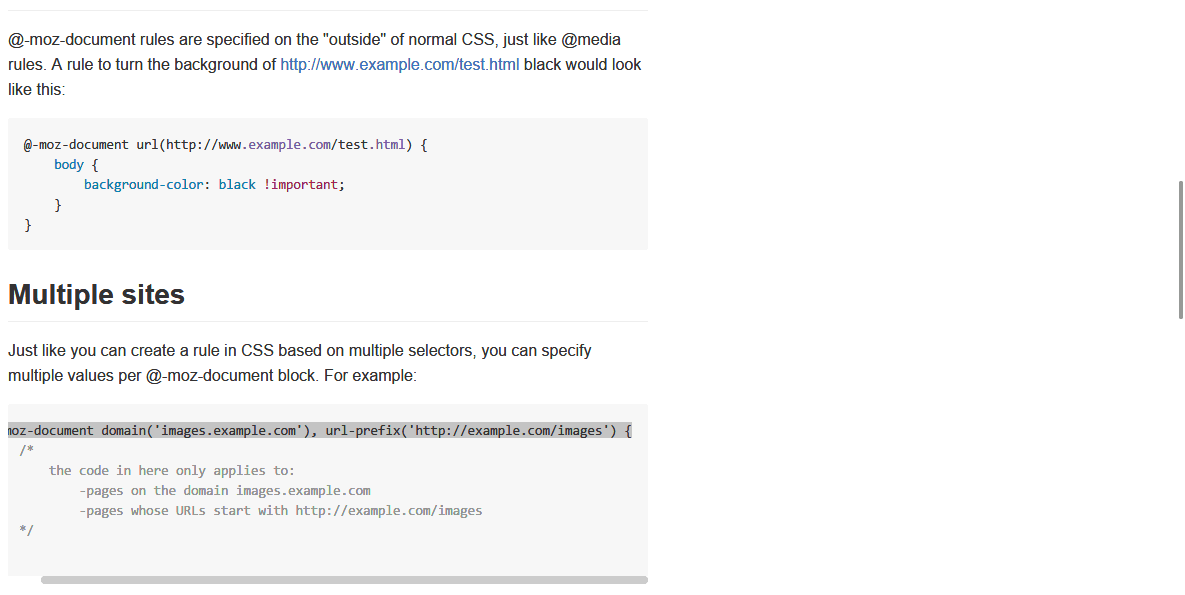 @-moz-document rules are specified on the "outside" of normal CSS, just like @media
rules. A rule to turn the background of http://www.example.com/test.html black would look
like this:
@-moz-document url(http://www.example.com/test.html) {
    body {
        background-color: black !important;
    }
}
Multiple sites
Just like you can create a rule in CSS based on multiple selectors, you can specify
multiple values per @-moz-document block. For example:
moz-document domain('images.example.com'), url-prefix('http://example.com/images') {
/*
    the code in here only applies to:
        -pages on the domain images.example.com
        -pages whose URLs start with http://example.com/images
*/